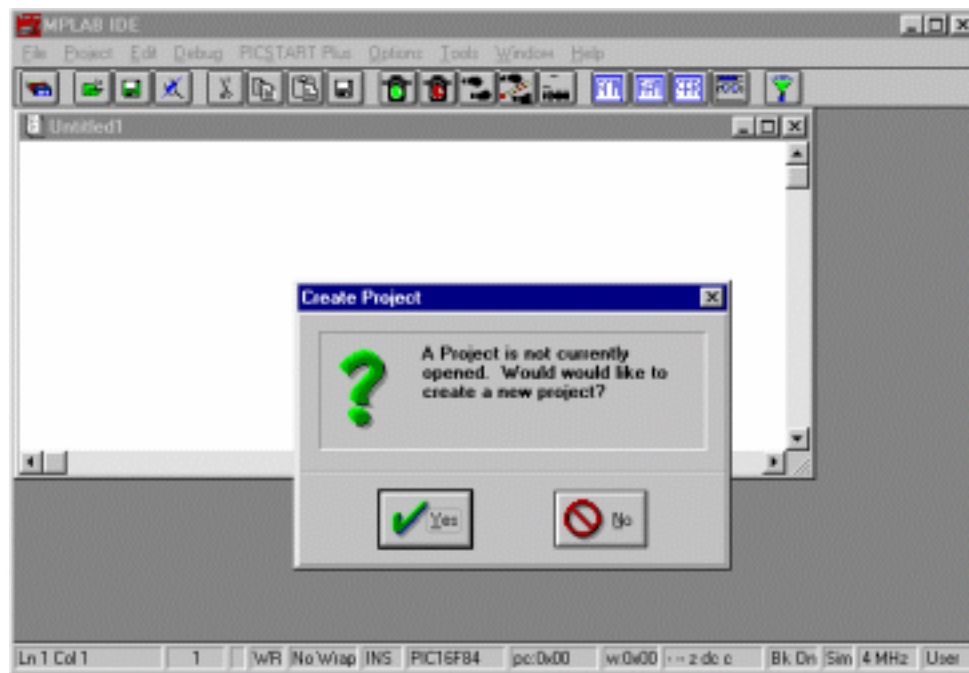 MPLAB IDE
File Project Edit Debug PICSTART Plus Options Tools Window Help
Untitled1
Create Project
A Project is not currently
opened. Would would like to
create a new project?
Yes No
Ln 1 Col 1 1 WR No Wrap INS PIC16F84 pc:0x00 w:0x00 z dc c Bk On Sim 4 MHz User